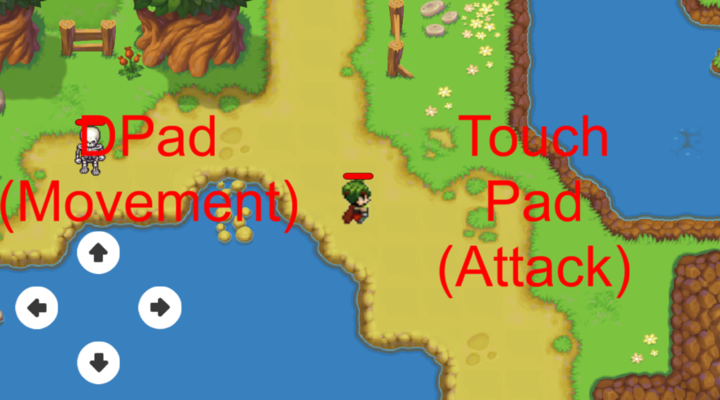 DPad
(Movement)
Touch
Pad
(Attack)